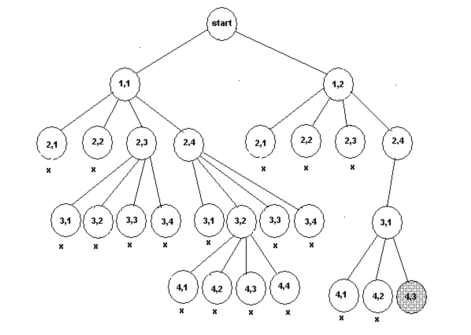 start
1,1 1,2
2,1 2,2 2,3 2,4 2,1 2,2 2,3 2,4
x x x x x
3,1 3,2 3,3 3,4 3,1 3,2 3,3 3,4 3,1
x x x x x x x
4,1 4,2 4,3 4,4 4,1 4,2 4,3
x x x x x x